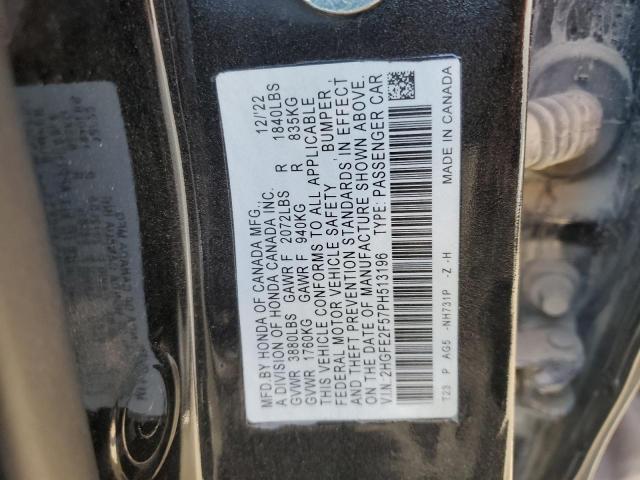 MFD.BY HONDA OF CANADA MFG., 12/'22
A DIVISION OF HONDA CANADA INC.
GVWR 3880LBS GAWR F 2072LBS R 1840LBS
GVWR 1760KG GAWR F 940KG R 835KG
THIS VEHICLE CONFORMS TO ALL APPLICABLE
FEDERAL MOTOR VEHICLE SAFETY, BUMPER,
AND THEFT PREVENTION STANDARDS IN EFFECT
ON THE DATE OF MANUFACTURE SHOWN ABOVE.
V.I.N. 2HGFE2F57PH513196 TYPE: PASSENGER CAR
T23 P AG5 -NH731P -Z -H MADE IN CANADA